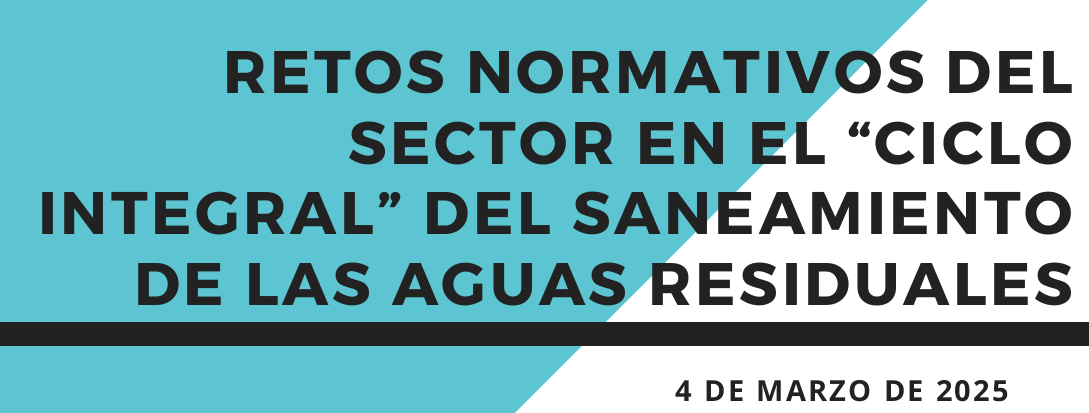 RETOS NORMATIVOS DEL
SECTOR EN EL “CICLO
INTEGRAL” DEL SANEAMIENTO
DE LAS AGUAS RESIDUALES
4 DE MARZO DE 2025